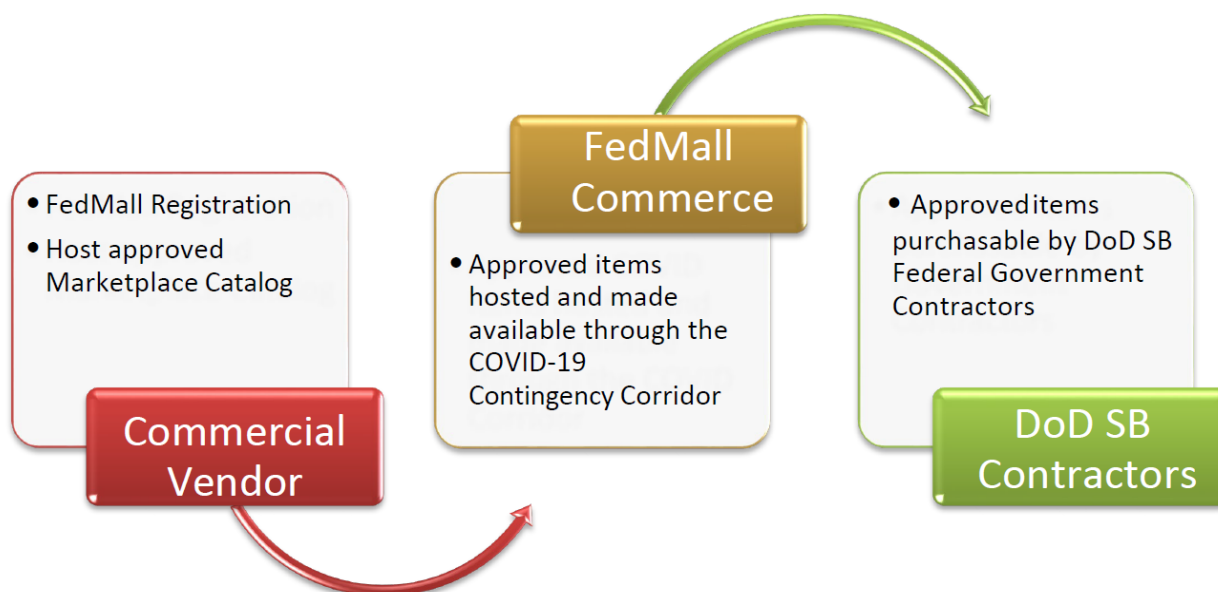 • FedMall Registration
• Host approved
Marketplace Catalog
Commercial
Vendor
FedMall
Commerce
• Approved items
hosted and made
available through the
COVID-19
Contingency Corridor
• Approveditems
purchasable by DoD SB
Federal Government
Contractors
DoD SB
Contractors